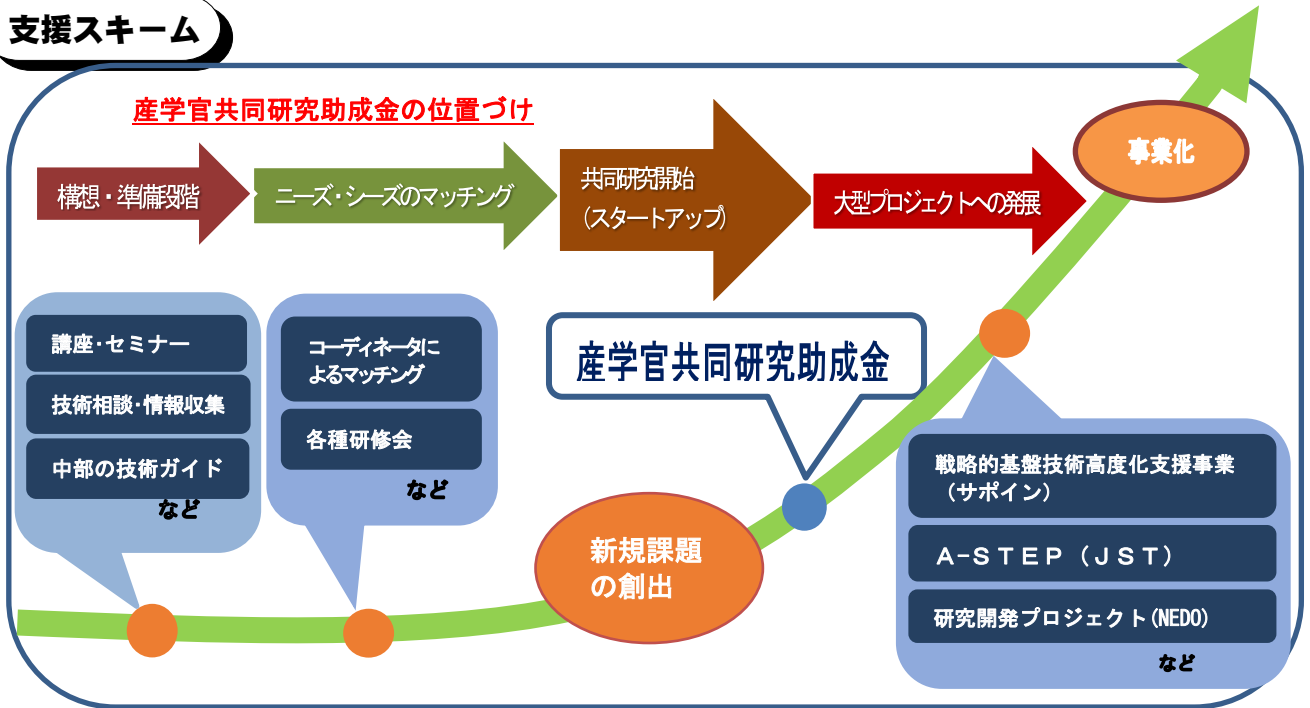 支援スキーム
産学官共同研究助成金の位置づけ
構想・準備段階
ニーズ・シーズのマッチング
共同研究開始
（スタートアップ）
大型プロジェクトへの発展
事業化
講座・セミナー
技術相談・情報収集
中部の技術ガイド
など
コーディネータに
よるマッチング
各種研修会
など
産学官共同研究助成金
新規課題
の創出
戦略的基盤技術高度化支援事業
（サポイン）
Ａ-ＳＴＥＰ（ＪＳＴ）
研究開発プロジェクト(NEDO)
など